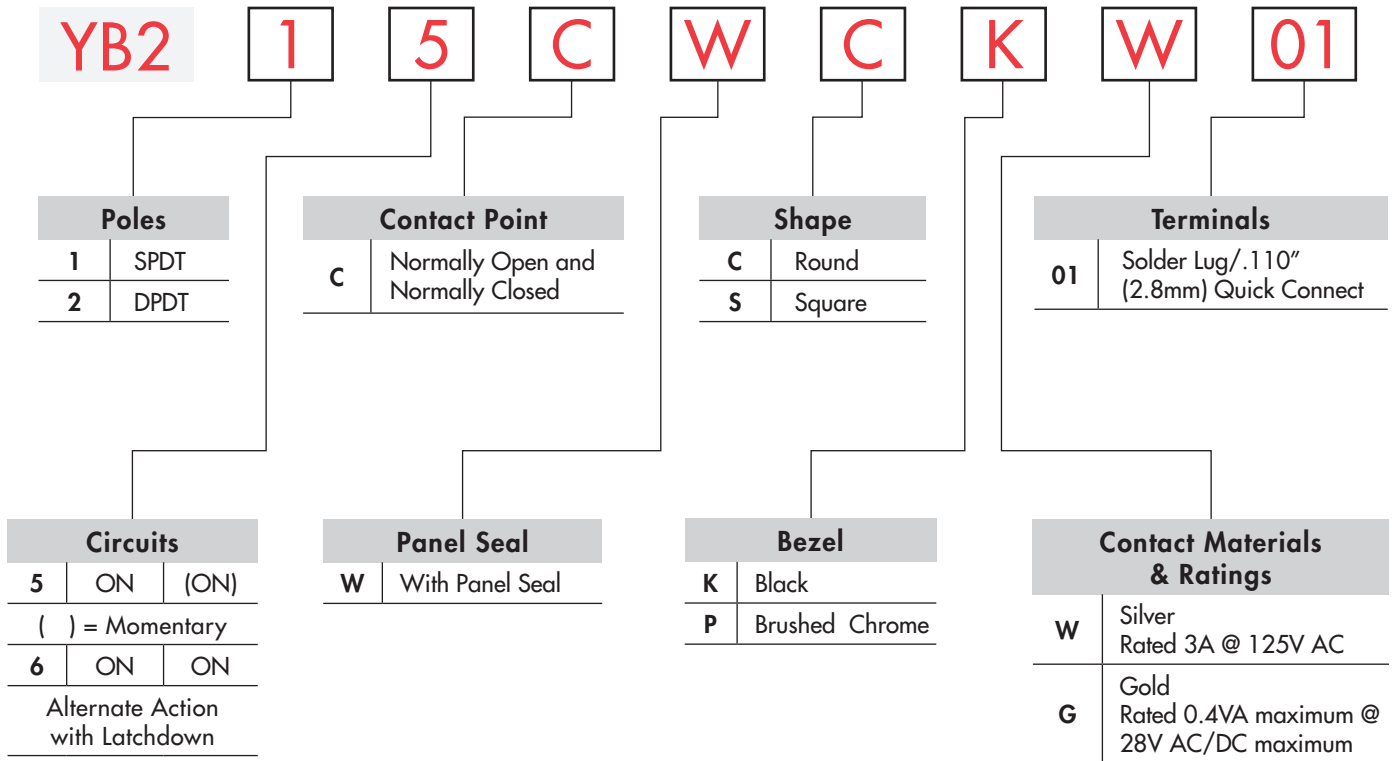 YB2 1 5 C W C K W 01
Poles
1 SPDT
2 DPDT
Contact Point
C Normally Open and
Normally Closed
Shape
C Round
S Square
Terminals
01 Solder Lug/.110”
(2.8mm) Quick Connect
Circuits
5 ON (ON)
( ) = Momentary
6 ON ON
Alternate Action
with Latchdown
Panel Seal
W With Panel Seal
Bezel
K Black
P Brushed Chrome
Contact Materials
& Ratings
W Silver
Rated 3A @ 125V AC
G Gold
Rated 0.4VA maximum @
28V AC/DC maximum